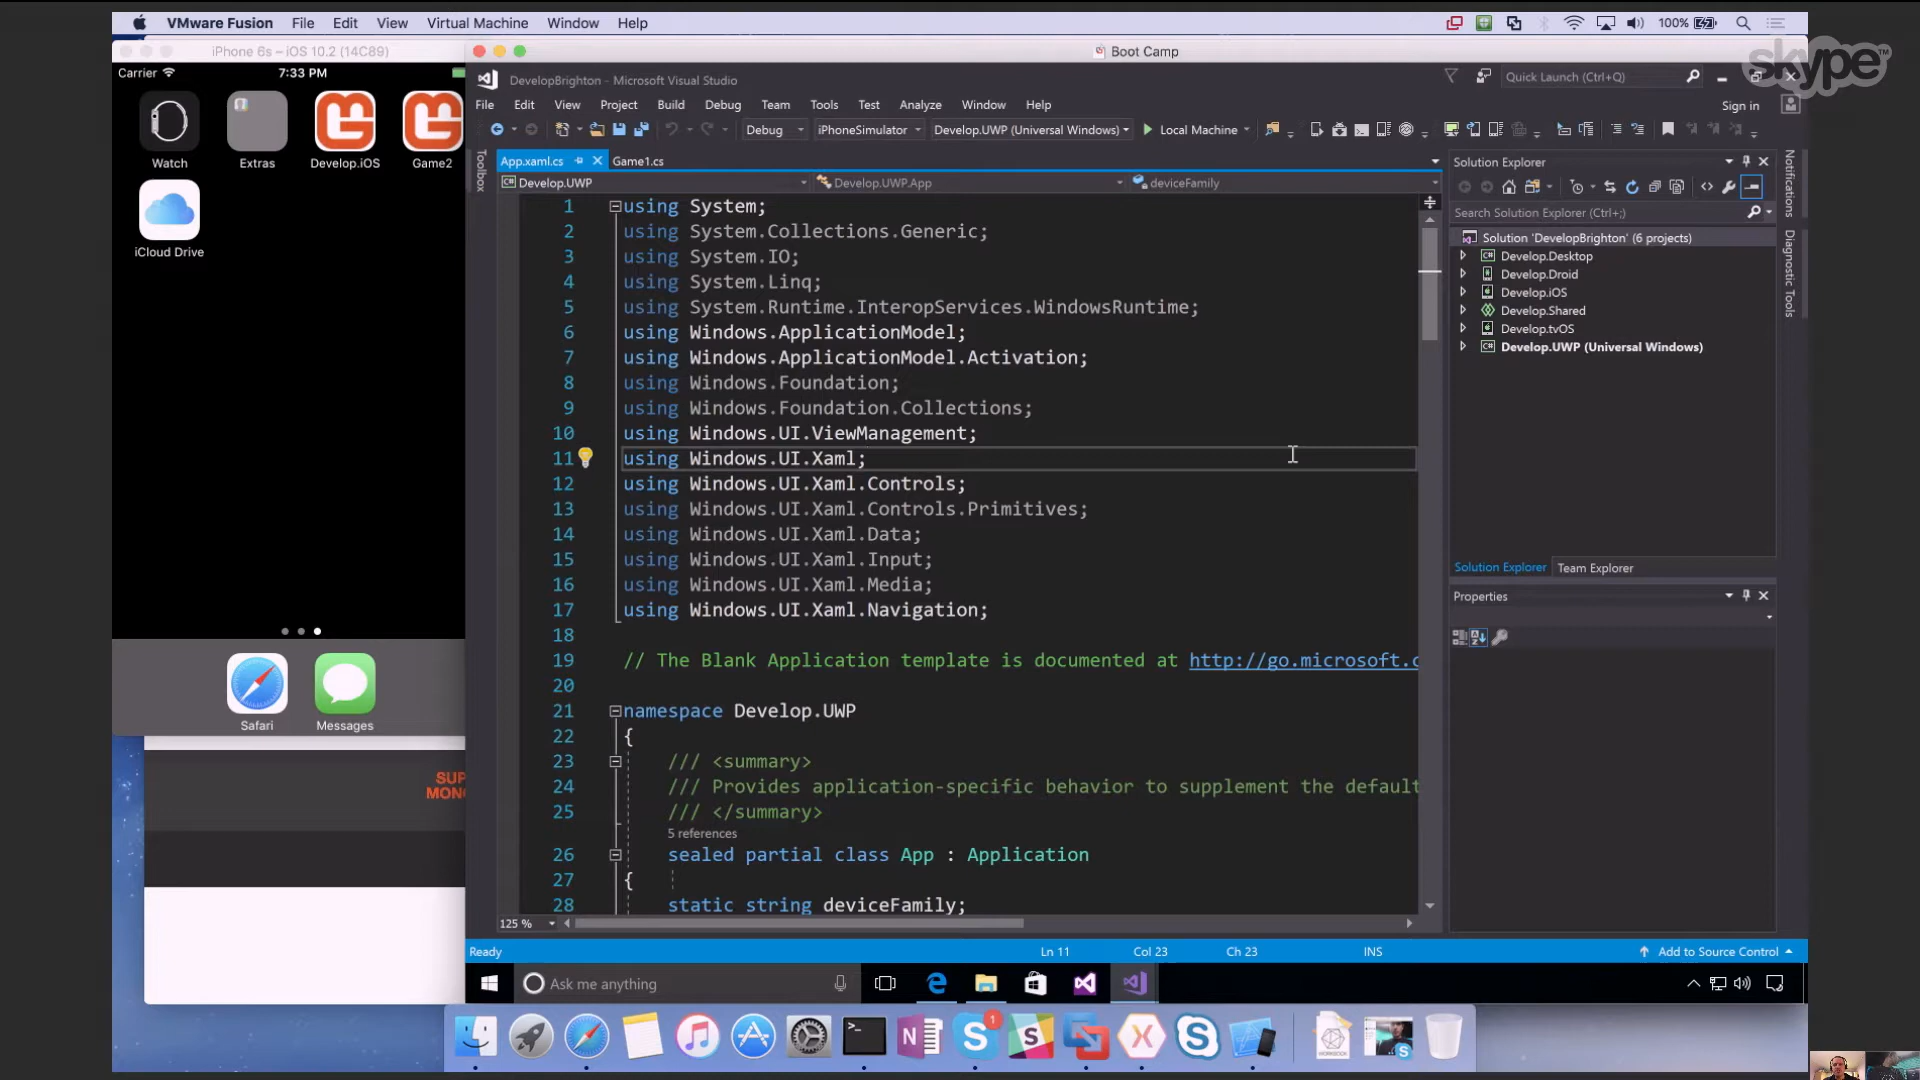 VMware Fusion File Edit View Virtual Machine Window Help
100%
skype™
iPhone 6s – iOS 10.2 (14C89)
Boot Camp
Carrier 7:33 PM
Watch Extras Develop.iOS Game2
iCloud Drive
Safari Messages
SUP
MONO
DevelopBrighton - Microsoft Visual Studio
Quick Launch (Ctrl+Q)
File Edit View Project Build Debug Team Tools Test Analyze Window Help
Sign in
Debug iPhoneSimulator Develop.UWP (Universal Windows) Local Machine
Toolbox
App.xaml.cs Game1.cs
Develop.UWP Develop.UWP.App deviceFamily
1 using System;
2 using System.Collections.Generic;
3 using System.IO;
4 using System.Linq;
5 using System.Runtime.InteropServices.WindowsRuntime;
6 using Windows.ApplicationModel;
7 using Windows.ApplicationModel.Activation;
8 using Windows.Foundation;
9 using Windows.Foundation.Collections;
10 using Windows.UI.ViewManagement;
11 using Windows.UI.Xaml;
12 using Windows.UI.Xaml.Controls;
13 using Windows.UI.Xaml.Controls.Primitives;
14 using Windows.UI.Xaml.Data;
15 using Windows.UI.Xaml.Input;
16 using Windows.UI.Xaml.Media;
17 using Windows.UI.Xaml.Navigation;
18
19 // The Blank Application template is documented at http://go.microsoft.c
20
21 namespace Develop.UWP
22 {
23 /// <summary>
24 /// Provides application-specific behavior to supplement the default
25 /// </summary>
5 references
26 sealed partial class App : Application
27 {
28 static string deviceFamily;
125 %
Solution Explorer
Search Solution Explorer (Ctrl+;)
Solution 'DevelopBrighton' (6 projects)
Develop.Desktop
Develop.Droid
Develop.iOS
Develop.Shared
Develop.tvOS
Develop.UWP (Universal Windows)
Solution Explorer Team Explorer
Properties
Notifications
Diagnostic Tools
Ready Ln 11 Col 23 Ch 23 INS Add to Source Control
Ask me anything
1